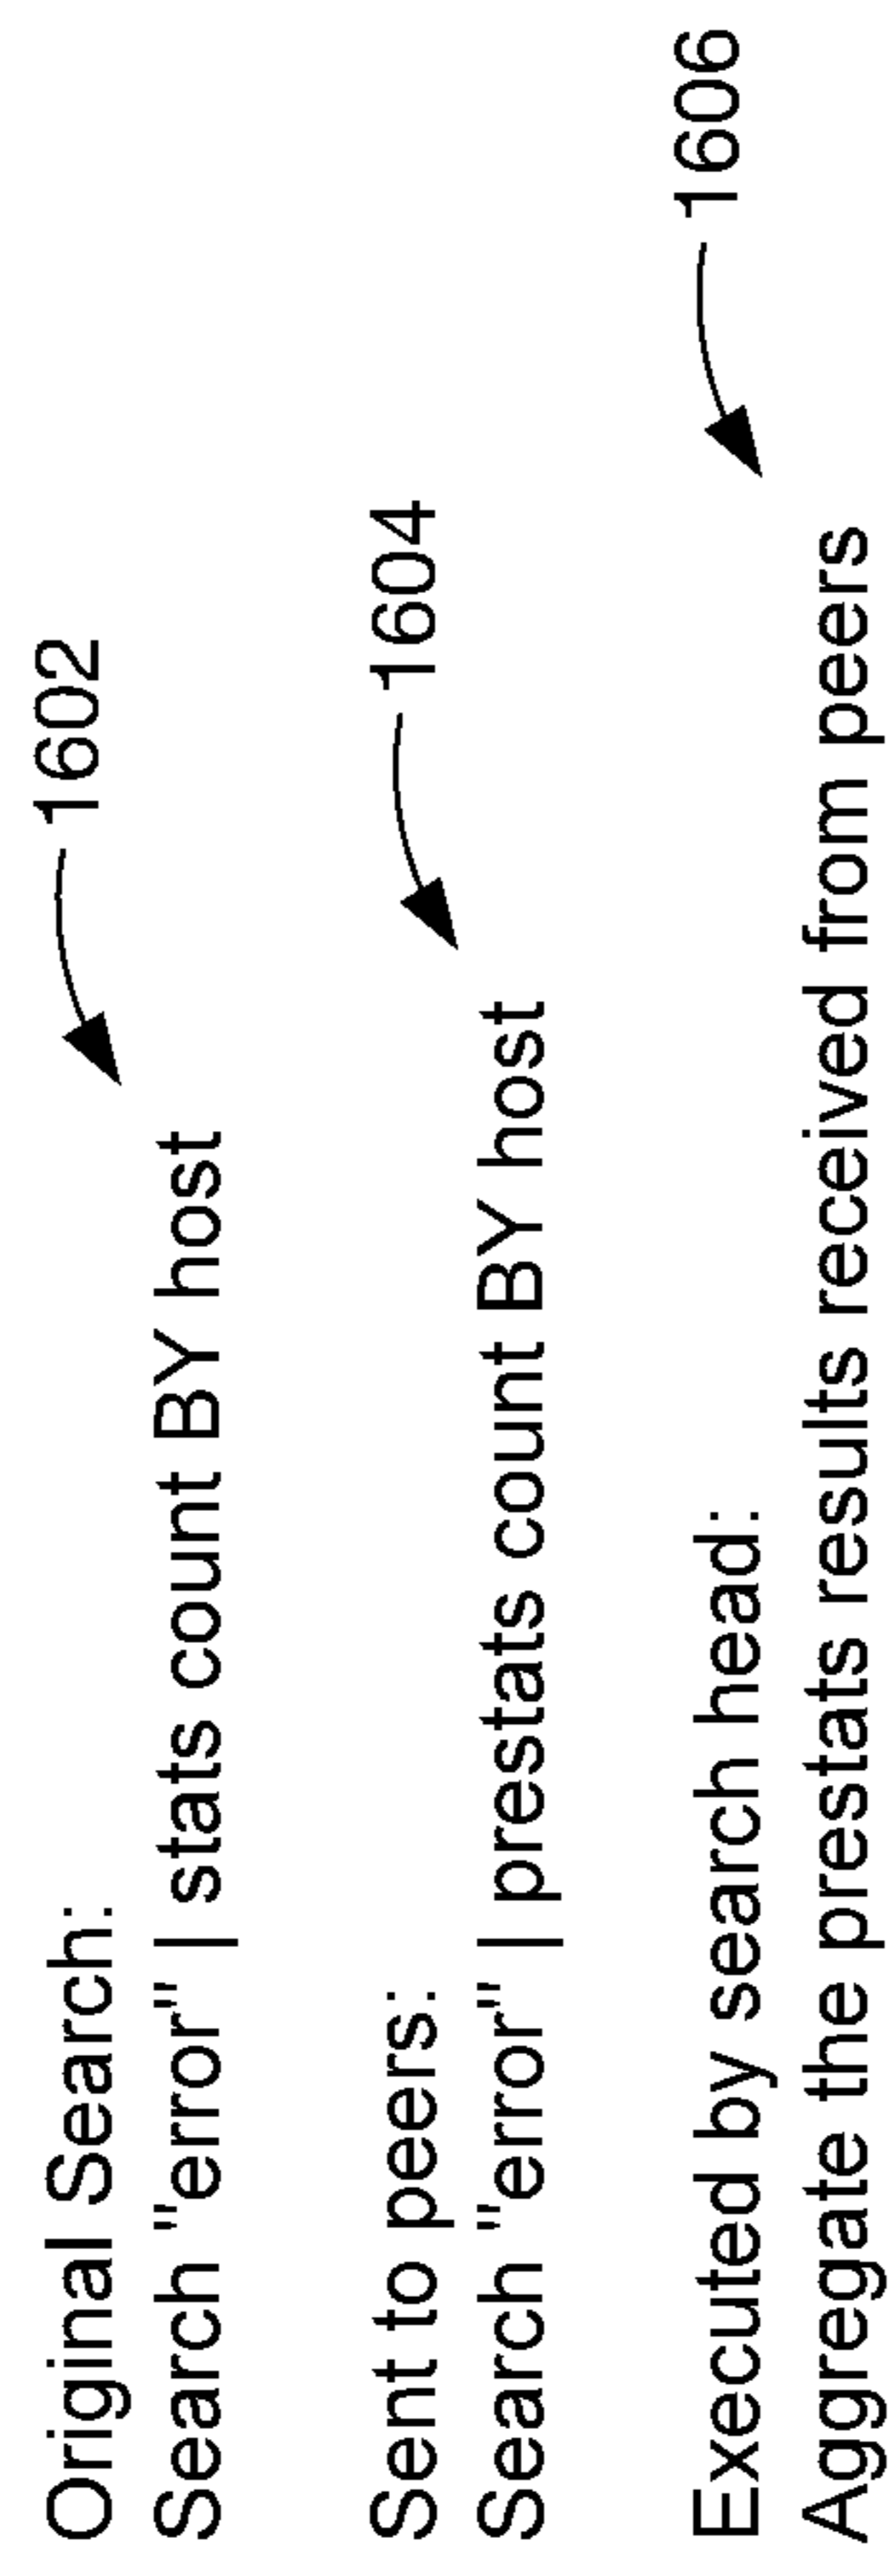 Original Search: 1602
Search "error" | stats count BY host
Sent to peers: 1604
Search "error" | prestats count BY host
Executed by search head: 1606
Aggregate the prestats results received from peers